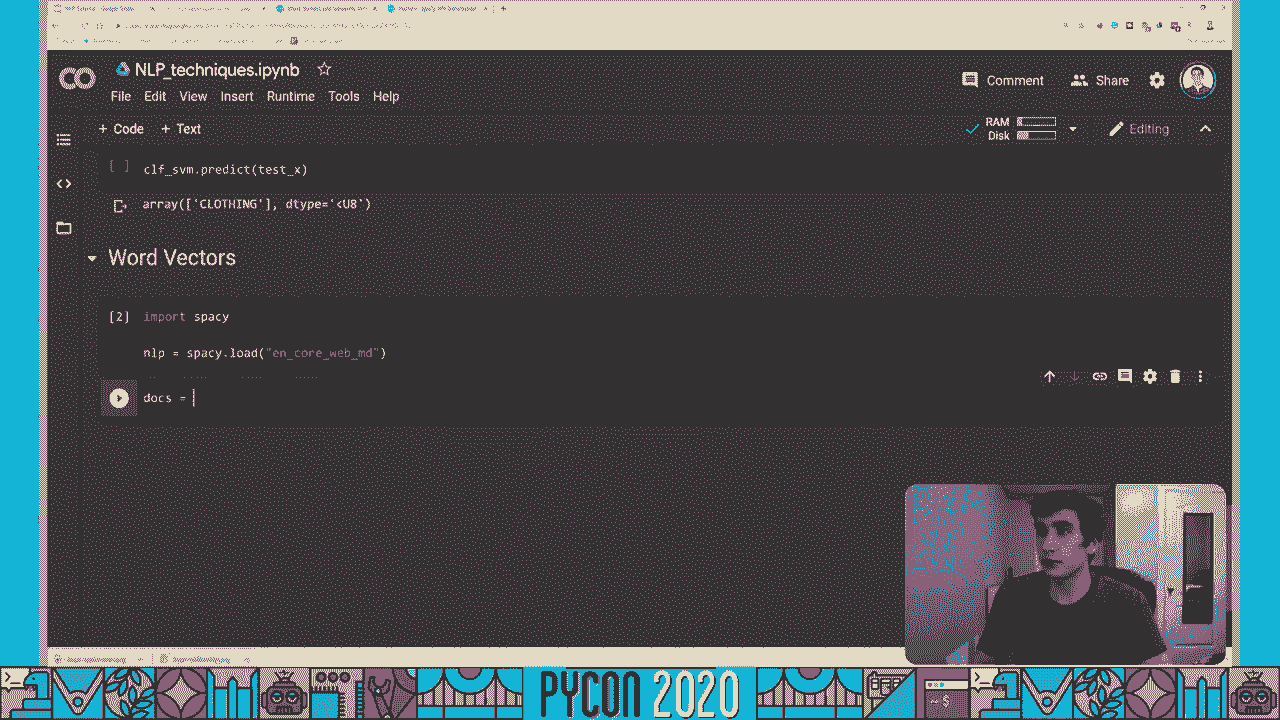 NLP_techniques.ipynb
Comment
Share
File Edit View Insert Runtime Tools Help
+ Code + Text
RAM
Disk
Editing
[ ] clf_svm.predict(test_x)
array(['CLOTHING'], dtype='<U8')
Word Vectors
[2] import spacy
nlp = spacy.load("en_core_web_md")
docs =
PYCON 2020